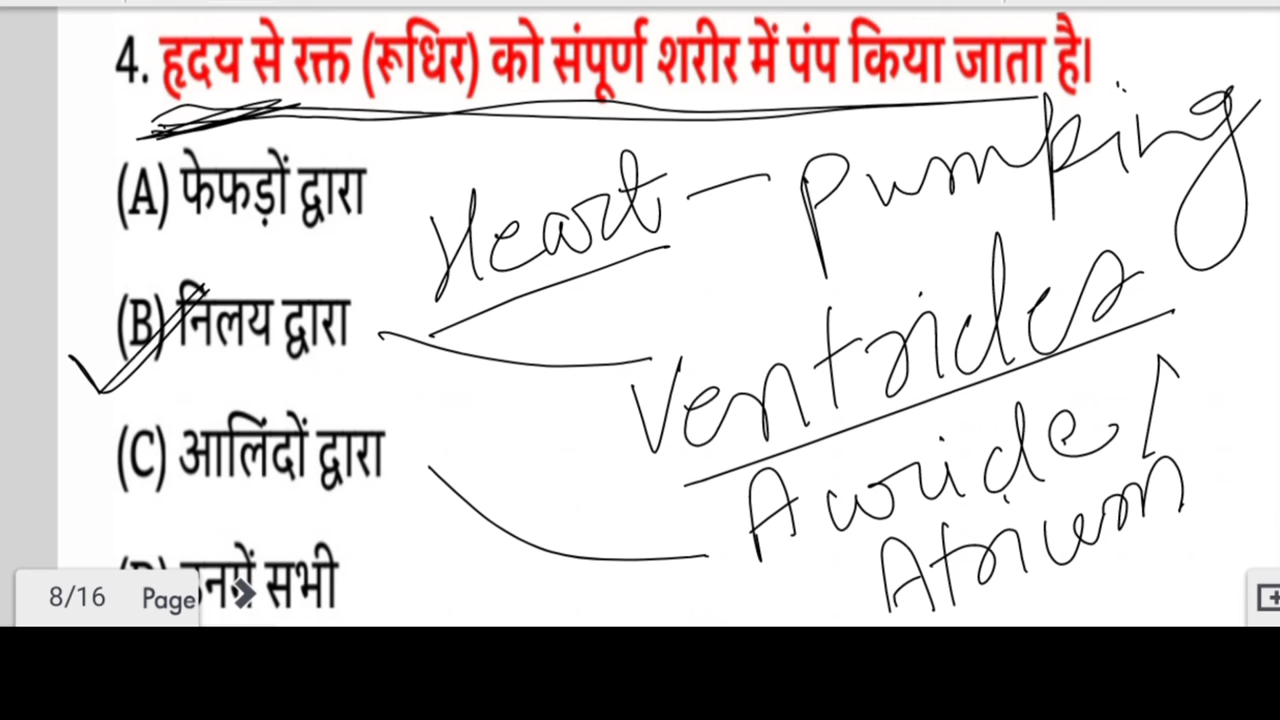 4. हृदय से रक्त (रूधिर) को संपूर्ण शरीर में पंप किया जाता है।
Heart - Pumping
(A) फेफड़ों द्वारा
(B) निलय द्वारा
Ventricles
(C) आलिंदों द्वारा
Auricle /
Atrium
सभी
8/16 Page